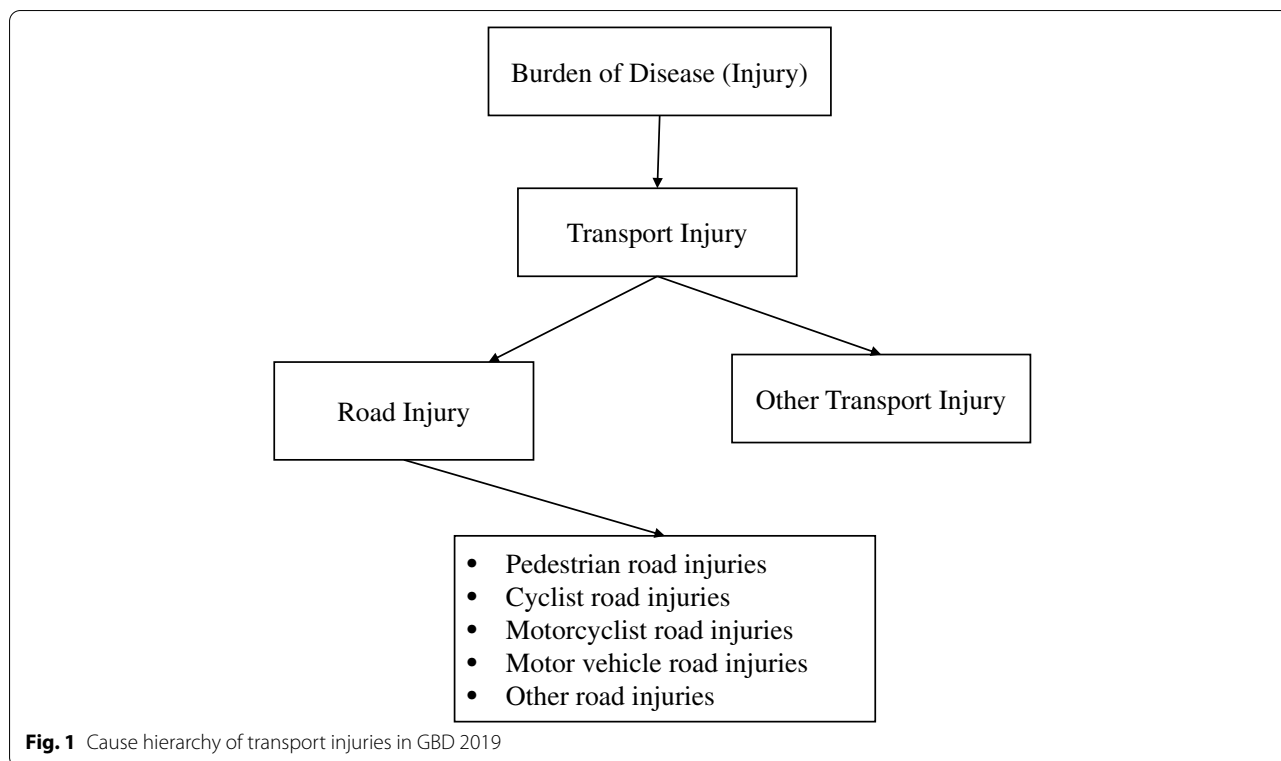 Burden of Disease (Injury)
Transport Injury
Road Injury
Other Transport Injury
• Pedestrian road injuries
• Cyclist road injuries
• Motorcyclist road injuries
• Motor vehicle road injuries
• Other road injuries
Fig. 1 Cause hierarchy of transport injuries in GBD 2019